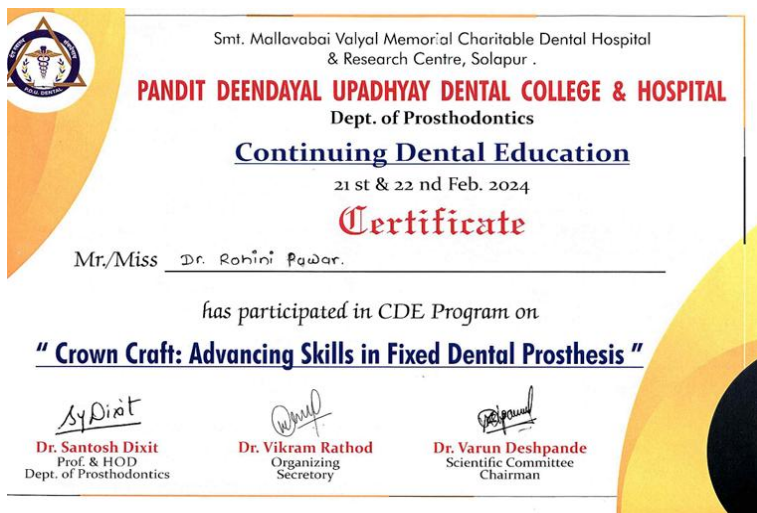 Smt. Mallavabai Valyal Memorial Charitable Dental Hospital
& Research Centre, Solapur .
PANDIT DEENDAYAL UPADHYAY DENTAL COLLEGE & HOSPITAL
Dept. of Prosthodontics
Continuing Dental Education
21 st & 22 nd Feb. 2024
Certificate
Mr./Miss Dr. Rohini Pawar.
has participated in CDE Program on
“ Crown Craft: Advancing Skills in Fixed Dental Prosthesis ”
SyDixit
Dr. Santosh Dixit
Prof. & HOD
Dept. of Prosthodontics
Dr. Vikram Rathod
Organizing
Secretary
Dr. Varun Deshpande
Scientific Committee
Chairman
P.D.U. DENTAL